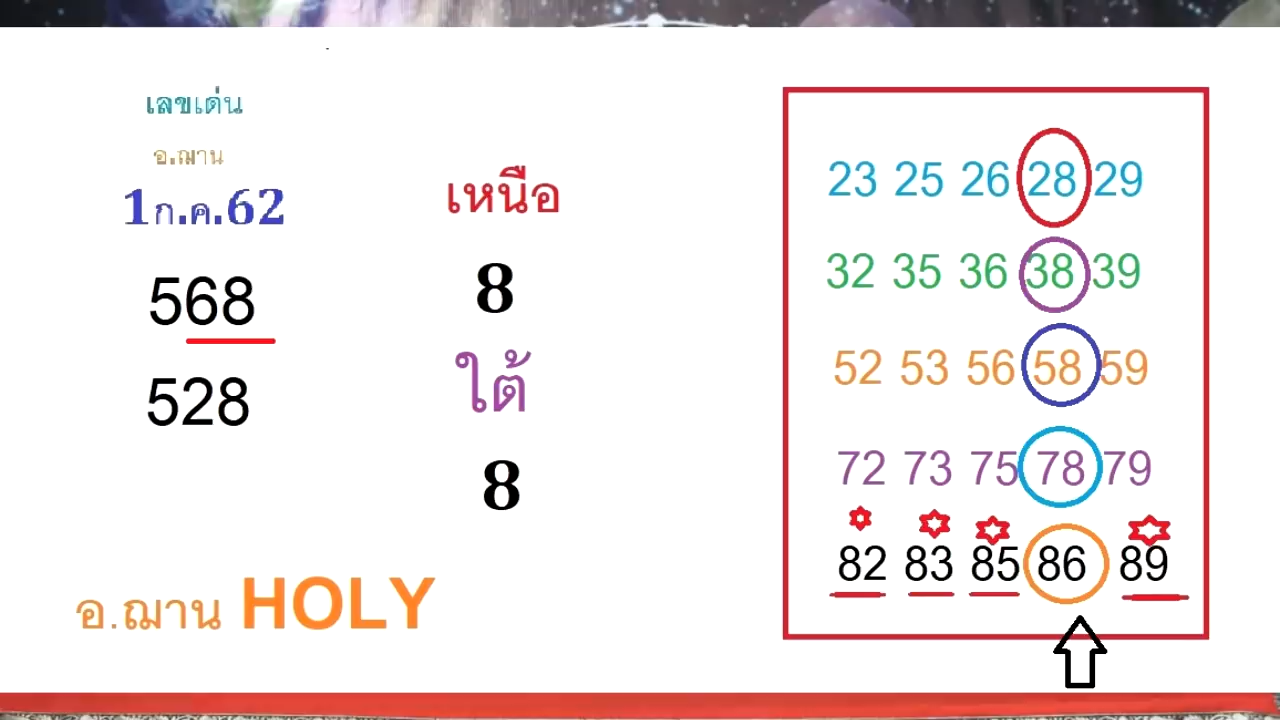 เลขเด่น
อ.ฌาน
1ก.ค.62
568
528
เหนือ
8
ใต้
8
อ.ฌาน HOLY
23 25 26 28 29
32 35 36 38 39
52 53 56 58 59
72 73 75 78 79
82 83 85 86 89